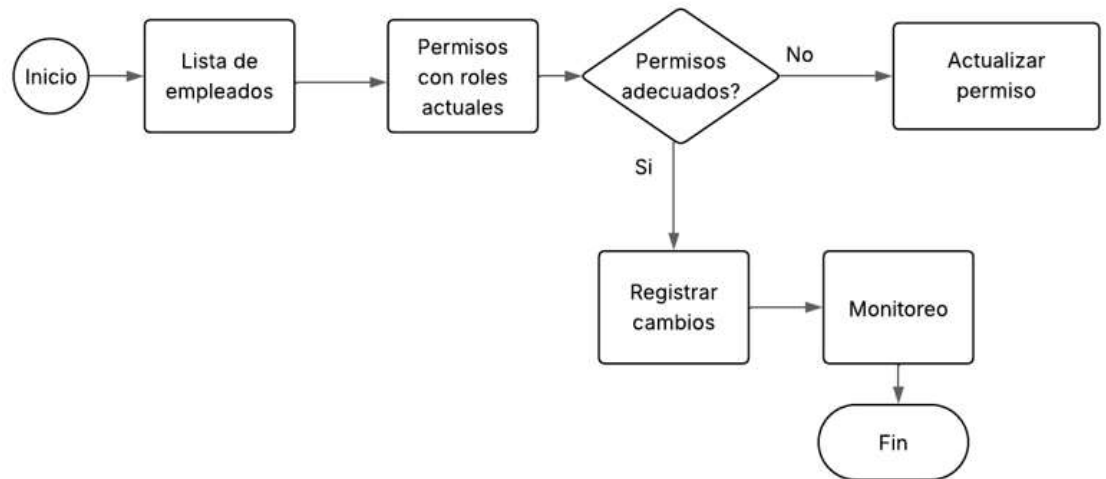 Inicio
Lista de
empleados
Permisos
con roles
actuales
Permisos
adecuados?
No
Actualizar
permiso
Si
Registrar
cambios
Monitoreo
Fin